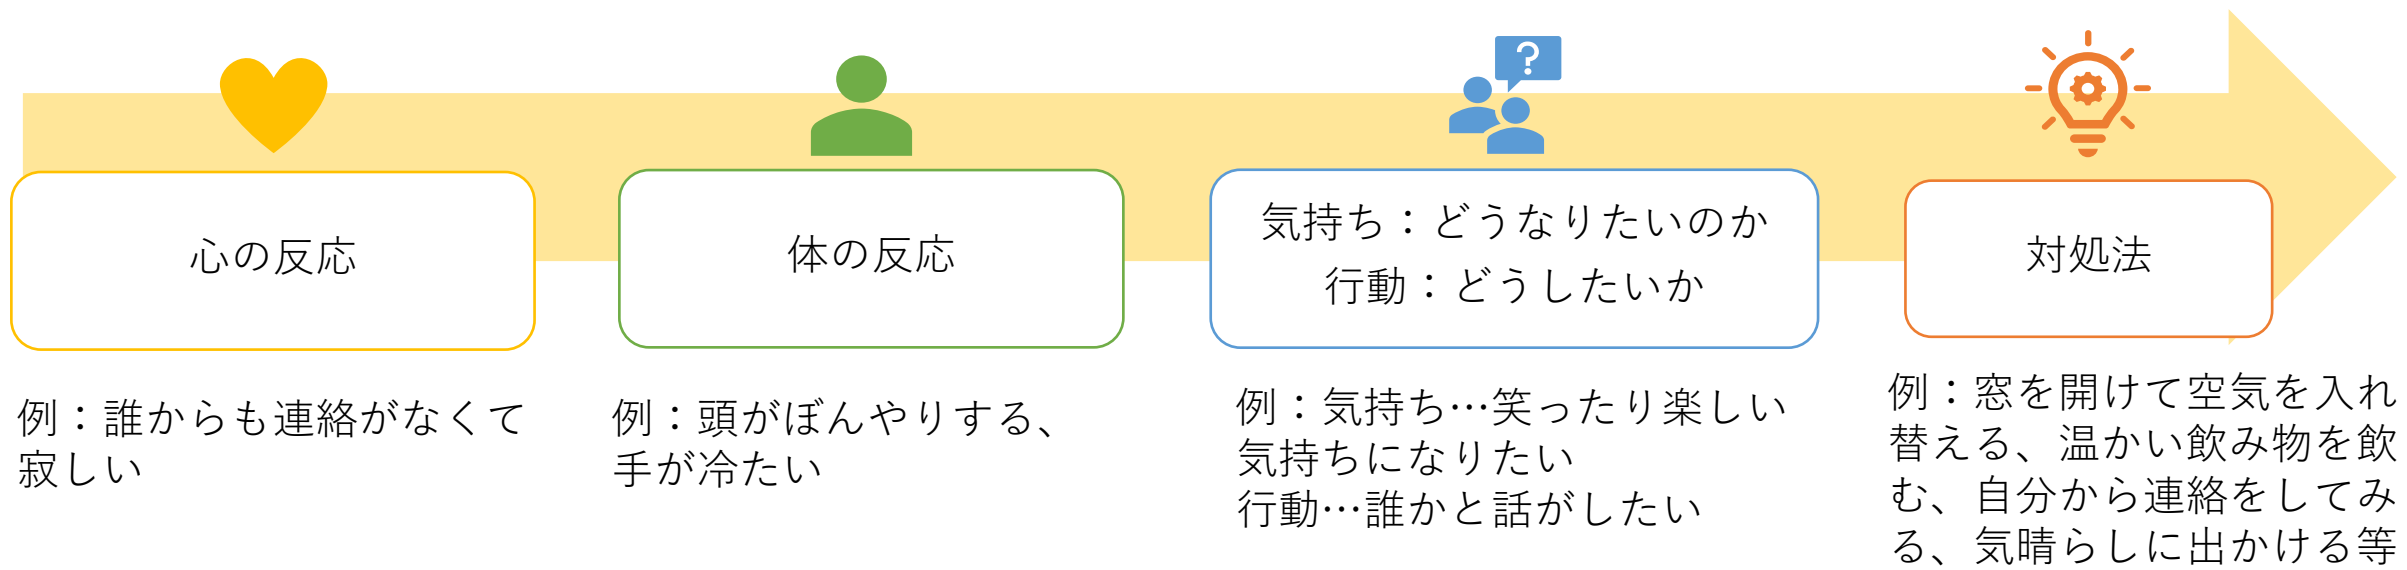 ?
心の反応
体の反応
気持ち：どうなりたいのか
行動：どうしたいか
対処法
例：誰からも連絡がなくて
寂しい
例：頭がぼんやりする、
手が冷たい
例：気持ち…笑ったり楽しい
気持ちになりたい
行動…誰かと話がしたい
例：窓を開けて空気を入れ
替える、温かい飲み物を飲
む、自分から連絡をしてみ
る、気晴らしに出かける等